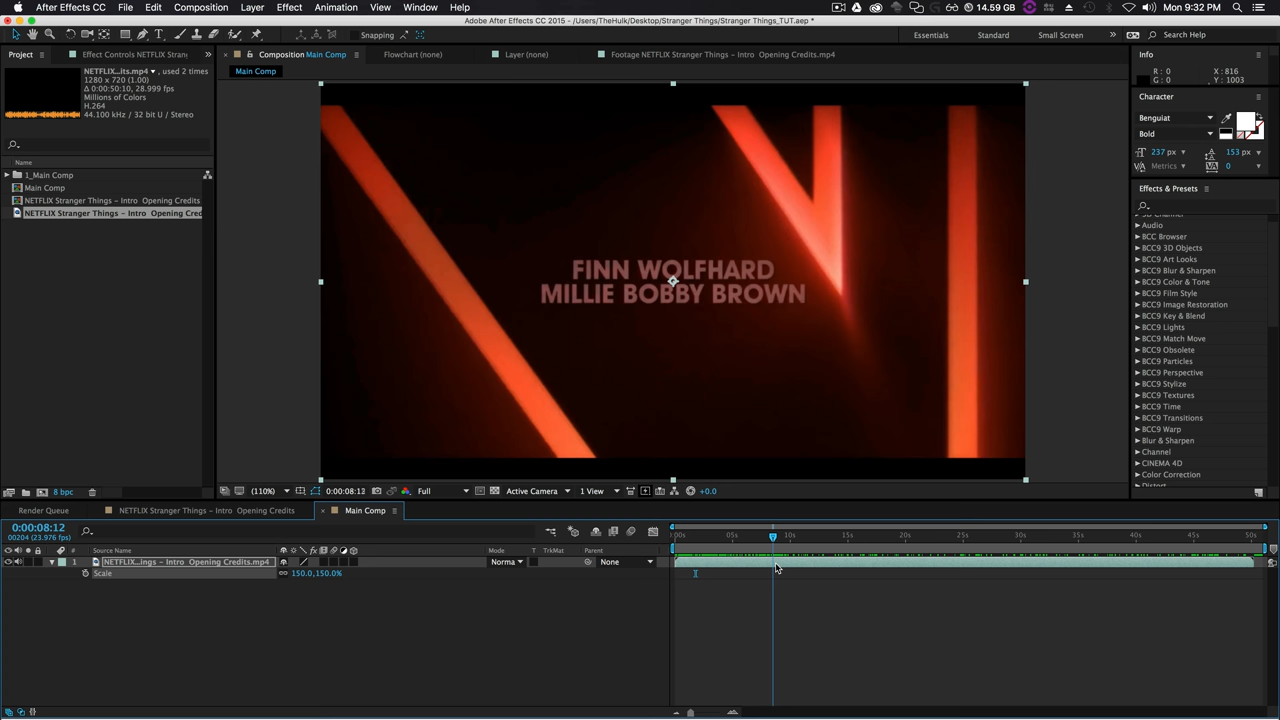 After Effects CC File Edit Composition Layer Effect Animation View Window Help 14.59 GB Mon 9:32 PM
Adobe After Effects CC 2015 - /Users/TheHulk/Desktop/Stranger Things/Stranger Things_TUT.aep *
Snapping Essentials Standard Small Screen Search Help
Project Effect Controls NETFLIX Stran Composition Main Comp Flowchart (none) Layer (none) Footage NETFLIX Stranger Things – Intro Opening Credits.mp4 Info
Main Comp
NETFLIX...its.mp4 , used 2 times
1280 x 720 (1.00)
Δ 0:00:50:10, 28.999 fps
Millions of Colors
H.264
44.100 kHz / 32 bit U / Stereo
R: 0 X: 816
G: 0 Y: 1003
Character
Benguiat
Bold
237 px 153 px
Metrics 0
Name
1_Main Comp
Main Comp
NETFLIX Stranger Things – Intro Opening Credits
NETFLIX Stranger Things – Intro Opening Cred
FINN WOLFHARD
MILLIE BOBBY BROWN
Effects & Presets
Audio
BCC Browser
BCC9 3D Objects
BCC9 Art Looks
BCC9 Blur & Sharpen
BCC9 Color & Tone
BCC9 Film Style
BCC9 Image Restoration
BCC9 Key & Blend
BCC9 Lights
BCC9 Match Move
BCC9 Obsolete
BCC9 Particles
BCC9 Perspective
BCC9 Stylize
BCC9 Textures
BCC9 Time
BCC9 Transitions
BCC9 Warp
Blur & Sharpen
Channel
CINEMA 4D
Color Correction
8 bpc (110%) 0:00:08:13 Full Active Camera 1 View +0.0
Render Queue NETFLIX Stranger Things – Intro Opening Credits Main Comp
0:00:08:12
00204 (23.976 fps)
:00s 05s 10s 15s 20s 25s 30s 35s 40s 45s 50s
# Source Name Mode T TrkMat Parent
1 NETFLIX...ings – Intro Opening Credits.mp4 Norma None
Scale 150.0,150.0%